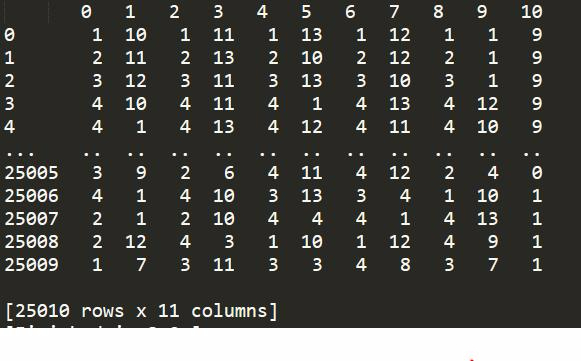 0 1 2 3 4 5 6 7 8 9 10
0 1 10 1 11 1 13 1 12 1 1 9
1 2 11 2 13 2 10 2 12 2 1 9
2 3 12 3 11 3 13 3 10 3 1 9
3 4 10 4 11 4 1 4 13 4 12 9
4 4 1 4 13 4 12 4 11 4 10 9
... .. .. .. .. .. .. .. .. .. .. ..
25005 3 9 2 6 4 11 4 12 2 4 0
25006 4 1 4 10 3 13 3 4 1 10 1
25007 2 1 2 10 4 4 4 1 4 13 1
25008 2 12 4 3 1 10 1 12 4 9 1
25009 1 7 3 11 3 3 4 8 3 7 1
[25010 rows x 11 columns]